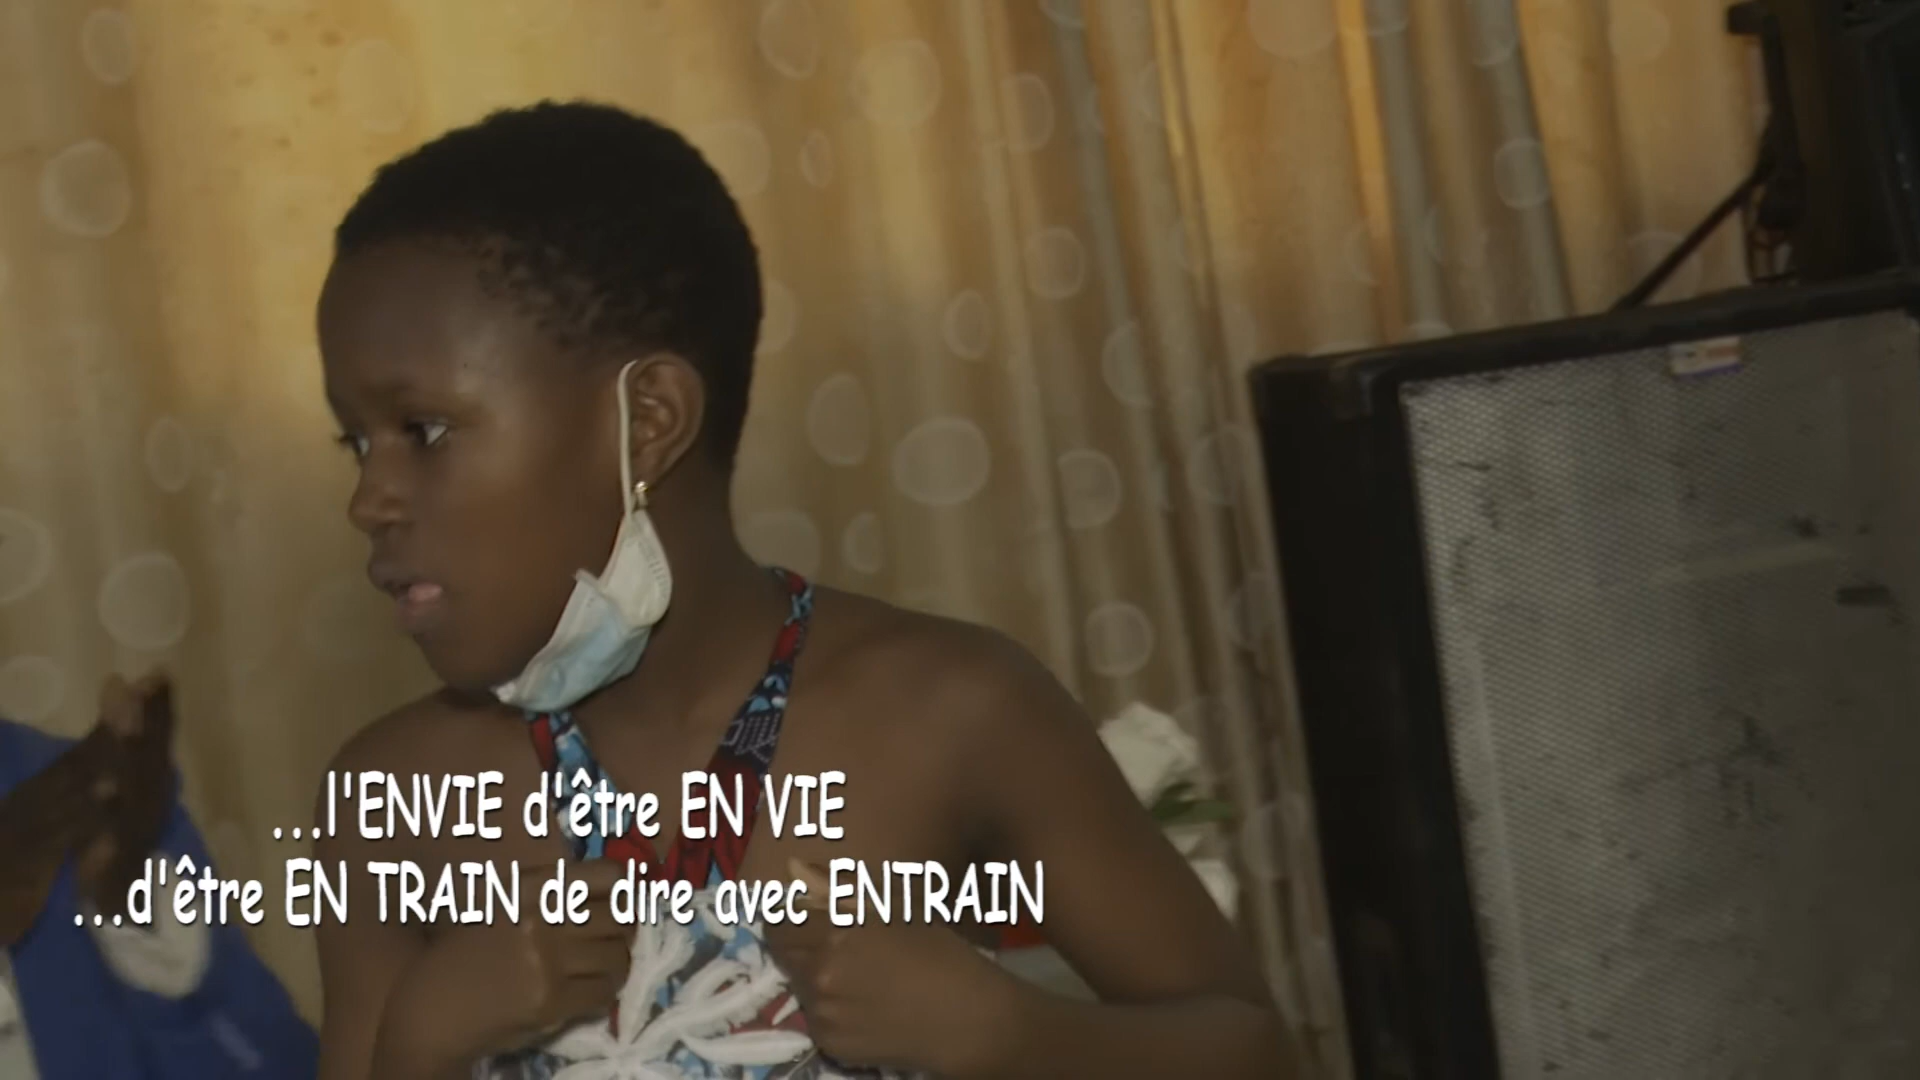 ...l'ENVIE d'être EN VIE
...d'être EN TRAIN de dire avec ENTRAIN